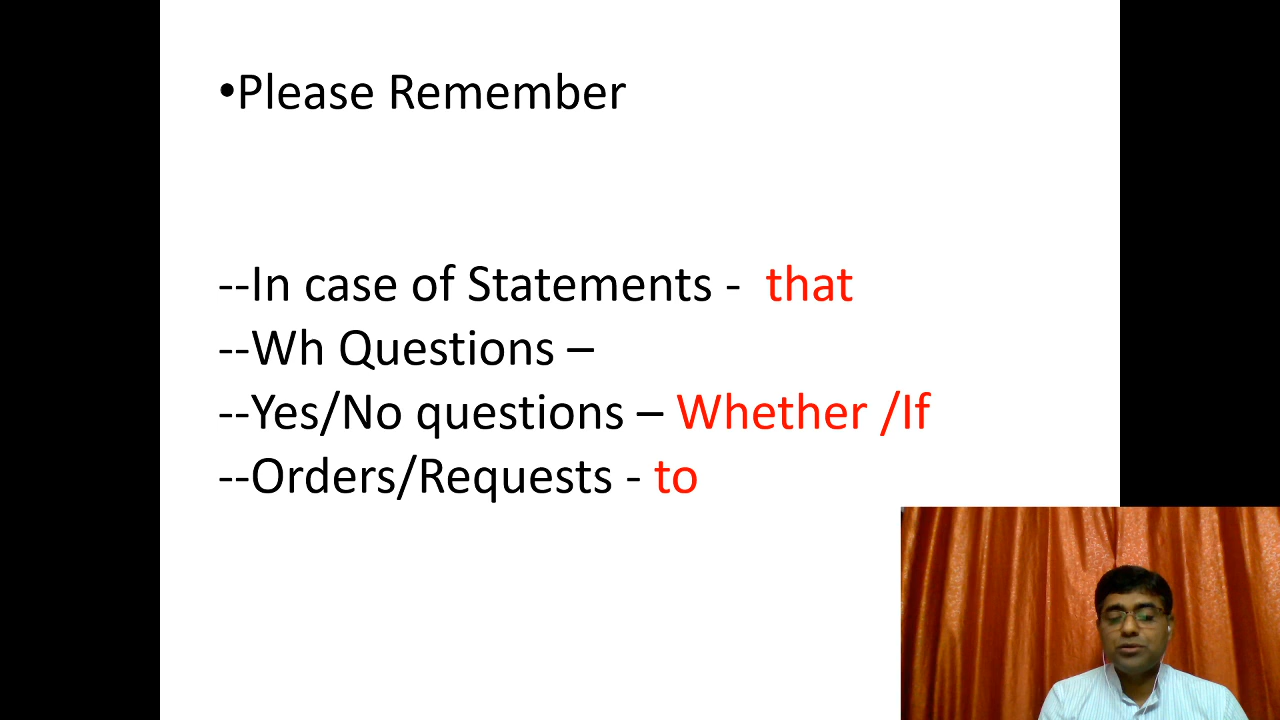 •Please Remember
--In case of Statements - that
--Wh Questions –
--Yes/No questions – Whether /If
--Orders/Requests - to